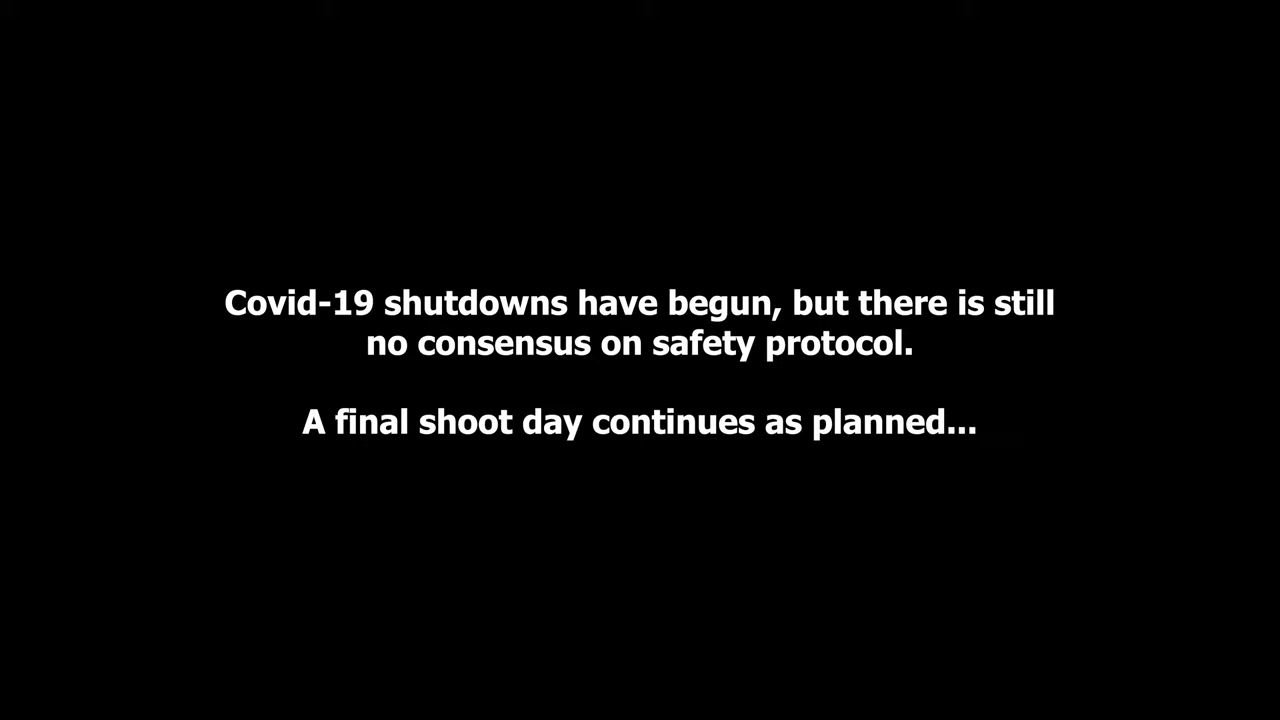 Covid-19 shutdowns have begun, but there is still
no consensus on safety protocol.
A final shoot day continues as planned...